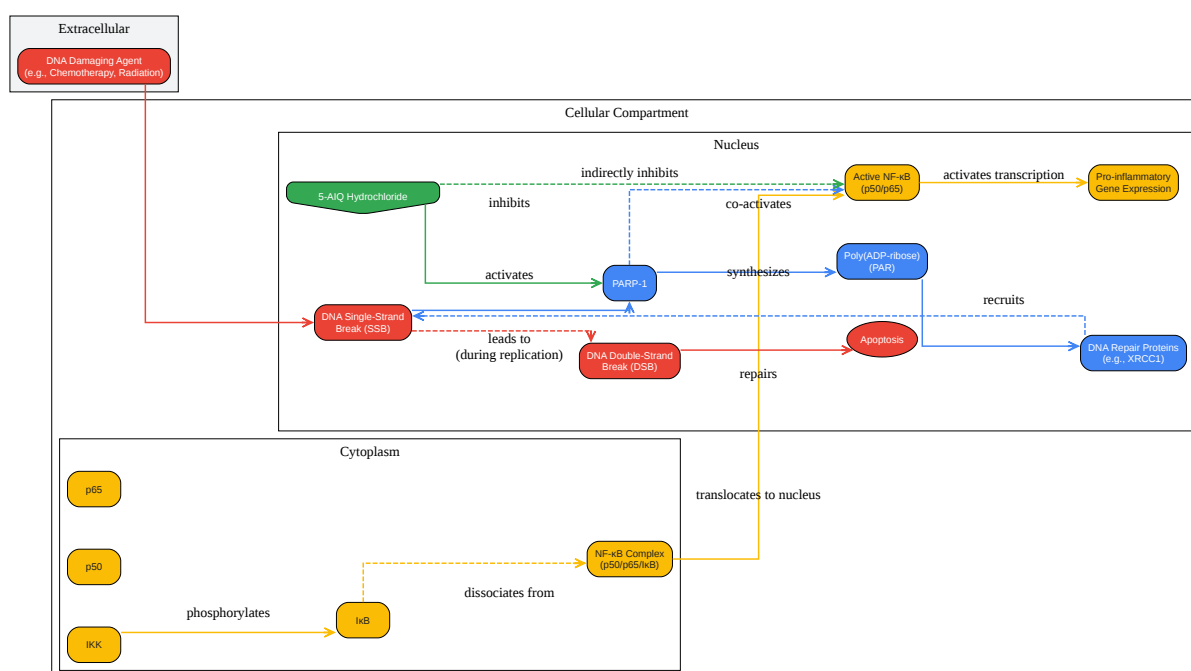 Extracellular
DNA Damaging Agent
(e.g., Chemotherapy, Radiation)
Cellular Compartment
Nucleus
indirectly inhibits
5-AIQ Hydrochloride
inhibits
co-activates
Active NF-κB
(p50/p65)
activates transcription
Pro-inflammatory
Gene Expression
activates
PARP-1
synthesizes
Poly(ADP-ribose)
(PAR)
recruits
DNA Single-Strand
Break (SSB)
leads to
(during replication)
DNA Double-Strand
Break (DSB)
Apoptosis
repairs
DNA Repair Proteins
(e.g., XRCC1)
Cytoplasm
p65
translocates to nucleus
p50
NF-κB Complex
(p50/p65/IκB)
dissociates from
phosphorylates
IκB
IKK